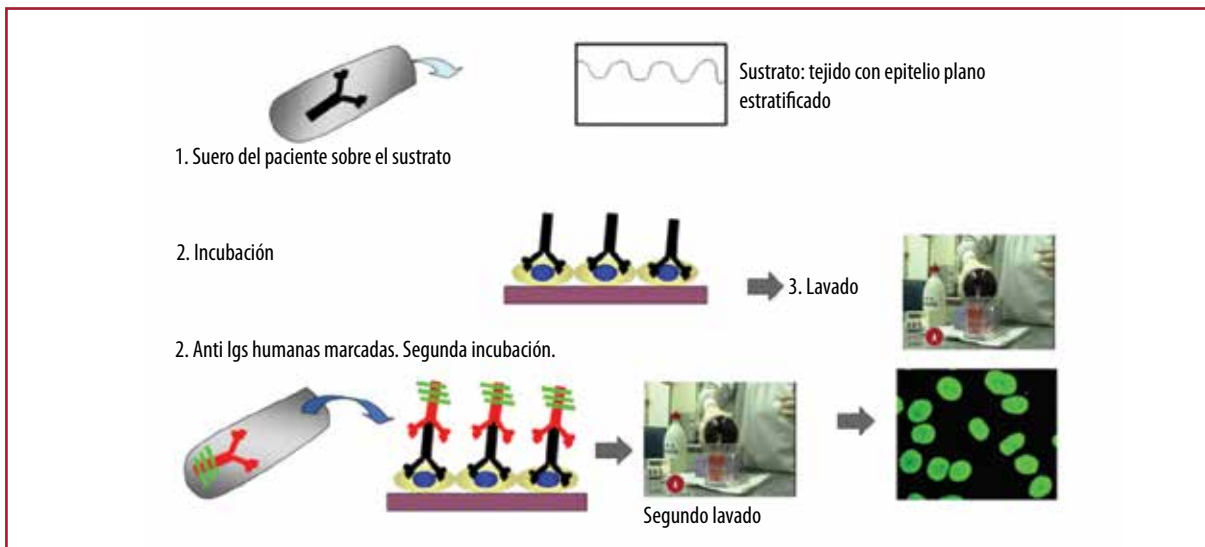 Sustrato: tejido con epitelio plano
estratificado
1. Suero del paciente sobre el sustrato
2. Incubación
3. Lavado
2. Anti Igs humanas marcadas. Segunda incubación.
Segundo lavado